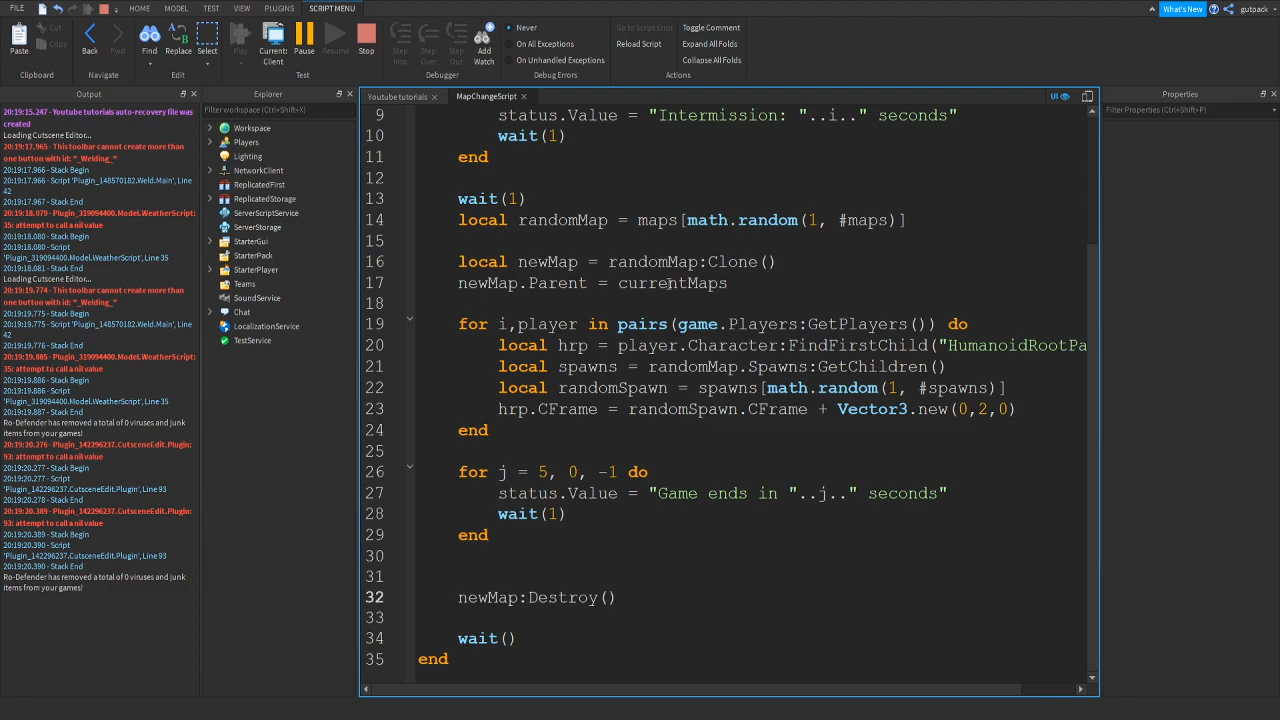 FILE HOME MODEL TEST VIEW PLUGINS SCRIPT MENU What's New gutpack
Paste Cut Copy Back Fwd Find Replace Select Play Current: Client Pause Resume Stop Step Into Step Over Step Out Add Watch Never On All Exceptions On Unhandled Exceptions Go to Script Error Reload Script Toggle Comment Expand All Folds Collapse All Folds
Clipboard Navigate Edit Test Debugger Debug Errors Actions
Output
20:19:15.247 - Youtube tutorials auto-recovery file was
created
Loading Cutscene Editor...
20:19:17.965 - This toolbar cannot create more than
one button with id: "_Welding_"
20:19:17.966 - Stack Begin
20:19:17.966 - Script 'Plugin_148570182.Weld.Main', Line
42
20:19:17.967 - Stack End
20:19:18.079 - Plugin_319094400.Model.WeatherScript:
35: attempt to call a nil value
20:19:18.080 - Stack Begin
20:19:18.080 - Script
'Plugin_319094400.Model.WeatherScript', Line 35
20:19:18.081 - Stack End
Loading Cutscene Editor...
20:19:19.774 - This toolbar cannot create more than
one button with id: "_Welding_"
20:19:19.775 - Stack Begin
20:19:19.775 - Script 'Plugin_148570182.Weld.Main', Line
42
20:19:19.776 - Stack End
20:19:19.885 - Plugin_319094400.Model.WeatherScript:
35: attempt to call a nil value
20:19:19.886 - Stack Begin
20:19:19.886 - Script
'Plugin_319094400.Model.WeatherScript', Line 35
20:19:19.887 - Stack End
Ro-Defender has removed a total of 0 viruses and junk
items from your games!
20:19:20.276 - Plugin_142296237.CutsceneEdit.Plugin:
93: attempt to call a nil value
20:19:20.277 - Stack Begin
20:19:20.277 - Script
'Plugin_142296237.CutsceneEdit.Plugin', Line 93
20:19:20.278 - Stack End
20:19:20.389 - Plugin_142296237.CutsceneEdit.Plugin:
93: attempt to call a nil value
20:19:20.390 - Stack Begin
20:19:20.390 - Script
'Plugin_142296237.CutsceneEdit.Plugin', Line 93
20:19:20.391 - Stack End
Ro-Defender has removed a total of 0 viruses and junk
items from your games!
Explorer
Filter workspace (Ctrl+Shift+X)
Workspace
Players
Lighting
NetworkClient
ReplicatedFirst
ReplicatedStorage
ServerScriptService
ServerStorage
StarterGui
StarterPack
StarterPlayer
Teams
SoundService
Chat
LocalizationService
TestService
Youtube tutorials MapChangeScript UI
9 status.Value = "Intermission: "..i.." seconds"
10 wait(1)
11 end
12
13 wait(1)
14 local randomMap = maps[math.random(1, #maps)]
15
16 local newMap = randomMap:Clone()
17 newMap.Parent = currentMaps
18
19 for i,player in pairs(game.Players:GetPlayers()) do
20 local hrp = player.Character:FindFirstChild("HumanoidRootPa
21 local spawns = randomMap.Spawns:GetChildren()
22 local randomSpawn = spawns[math.random(1, #spawns)]
23 hrp.CFrame = randomSpawn.CFrame + Vector3.new(0,2,0)
24 end
25
26 for j = 5, 0, -1 do
27 status.Value = "Game ends in "..j.." seconds"
28 wait(1)
29 end
30
31
32 newMap:Destroy()
33
34 wait()
35 end
Properties
Filter Properties (Ctrl+Shift+P)